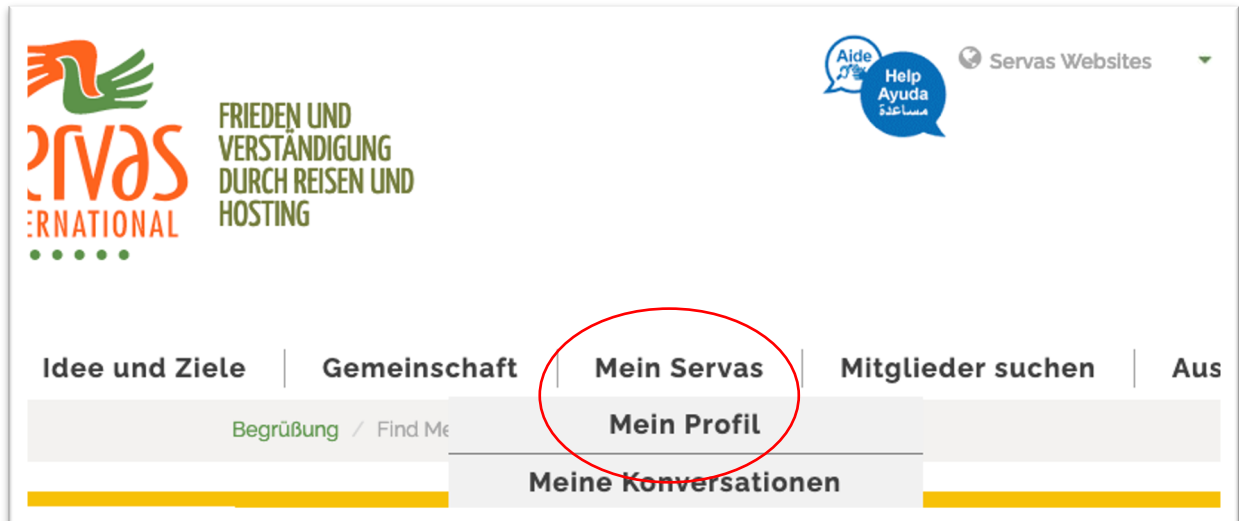 Aide
Help
Ayuda
مساعدة
Servas Websites
ervas
ERNATIONAL
FRIEDEN UND
VERSTÄNDIGUNG
DURCH REISEN UND
HOSTING
Idee und Ziele
Gemeinschaft
Mein Servas
Mitglieder suchen
Aus
Begrüßung / Find Me
Mein Profil
Meine Konversationen